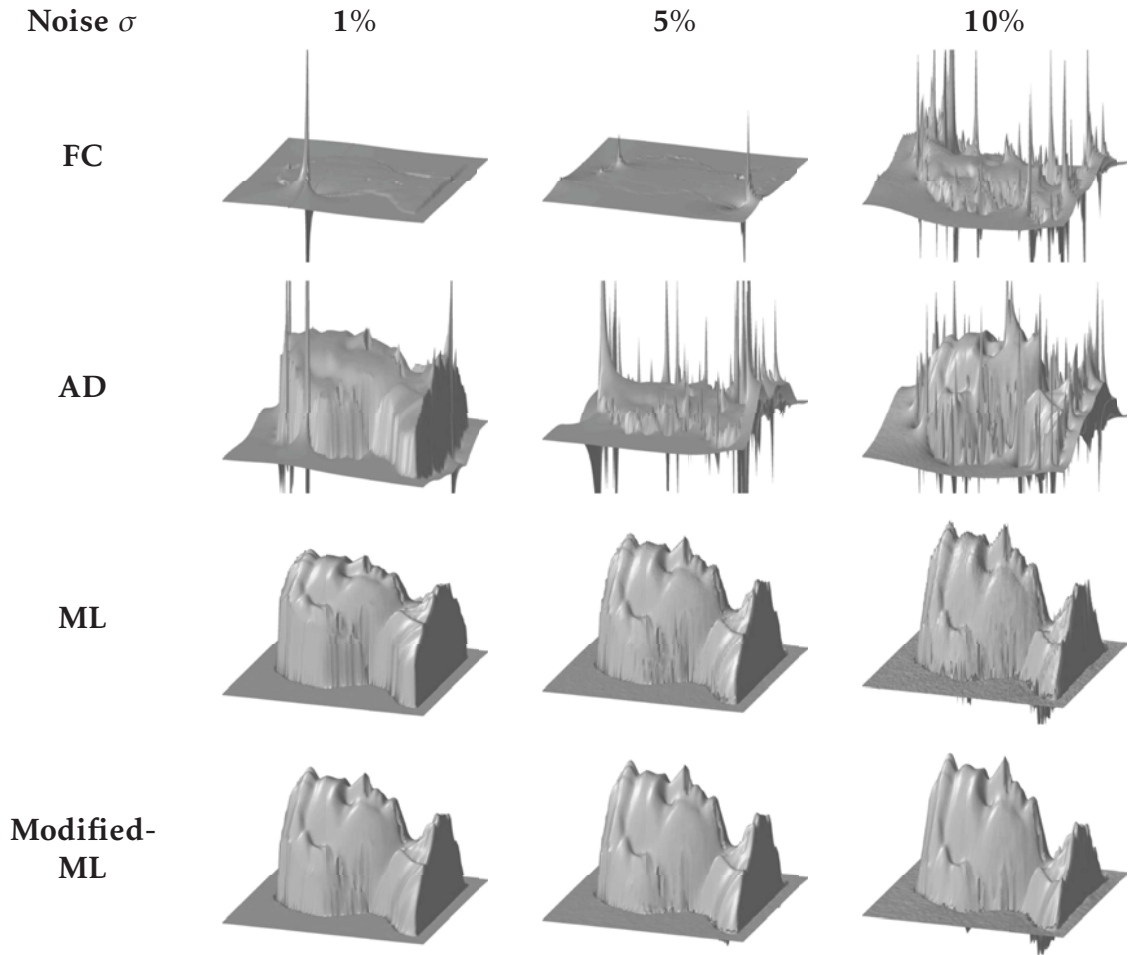 Noise σ 1% 5% 10%
FC
AD
ML
Modified-
ML